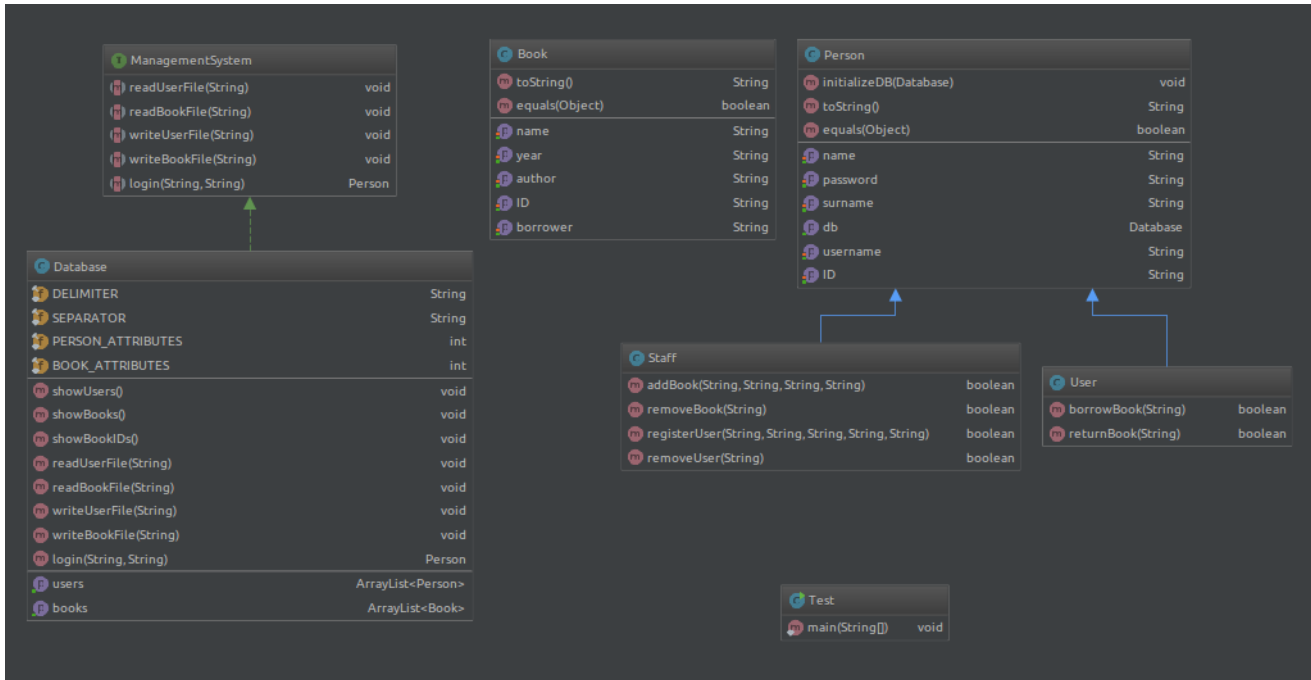 ManagementSystem
readUserFile(String) void
readBookFile(String) void
writeUserFile(String) void
writeBookFile(String) void
login(String, String) Person
Book
toString() String
equals(Object) boolean
name String
year String
author String
ID String
borrower String
Person
initializeDB(Database) void
toString() String
equals(Object) boolean
name String
password String
surname String
db Database
username String
ID String
Database
DELIMITER String
SEPARATOR String
PERSON_ATTRIBUTES int
BOOK_ATTRIBUTES int
showUsers() void
showBooks() void
showBookIDs() void
readUserFile(String) void
readBookFile(String) void
writeUserFile(String) void
writeBookFile(String) void
login(String, String) Person
users ArrayList<Person>
books ArrayList<Book>
Staff
addBook(String, String, String, String) boolean
removeBook(String) boolean
registerUser(String, String, String, String, String) boolean
removeUser(String) boolean
User
borrowBook(String) boolean
returnBook(String) boolean
Test
main(String[]) void